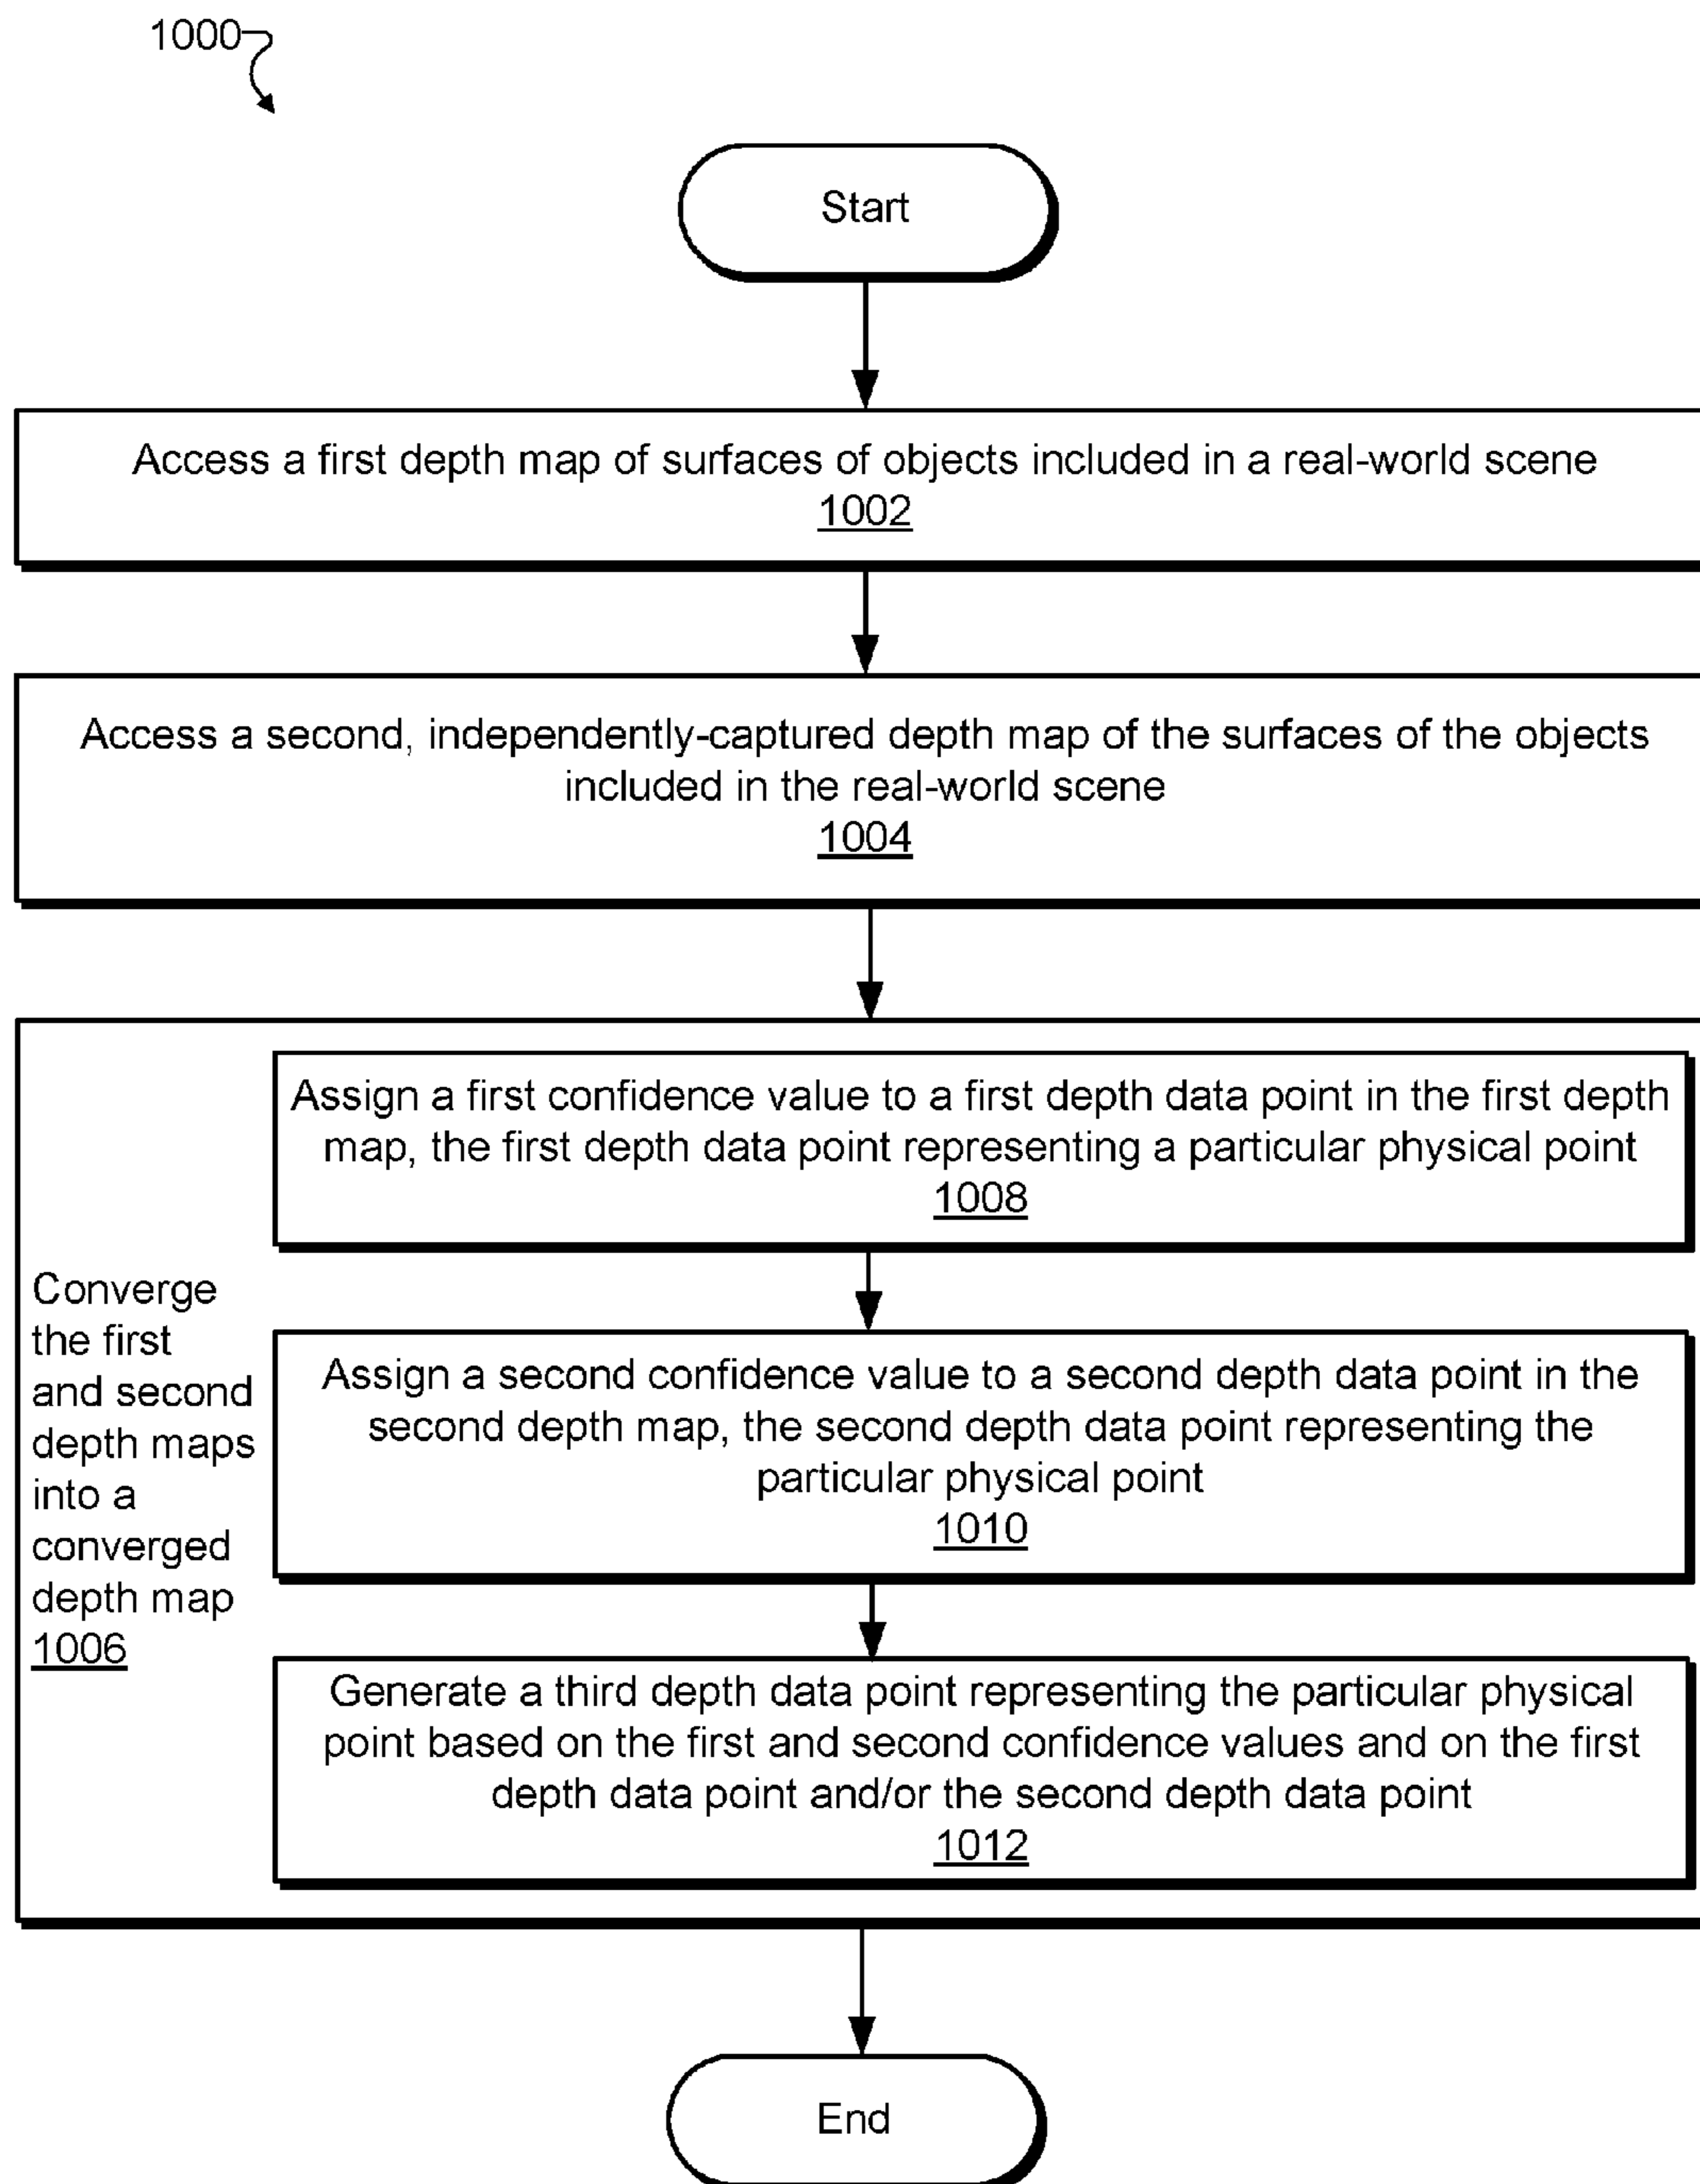 1000
Start
Access a first depth map of surfaces of objects included in a real-world scene
1002
Access a second, independently-captured depth map of the surfaces of the objects
included in the real-world scene
1004
Converge
the first
and second
depth maps
into a
converged
depth map
1006
Assign a first confidence value to a first depth data point in the first depth
map, the first depth data point representing a particular physical point
1008
Assign a second confidence value to a second depth data point in the
second depth map, the second depth data point representing the
particular physical point
1010
Generate a third depth data point representing the particular physical
point based on the first and second confidence values and on the first
depth data point and/or the second depth data point
1012
End